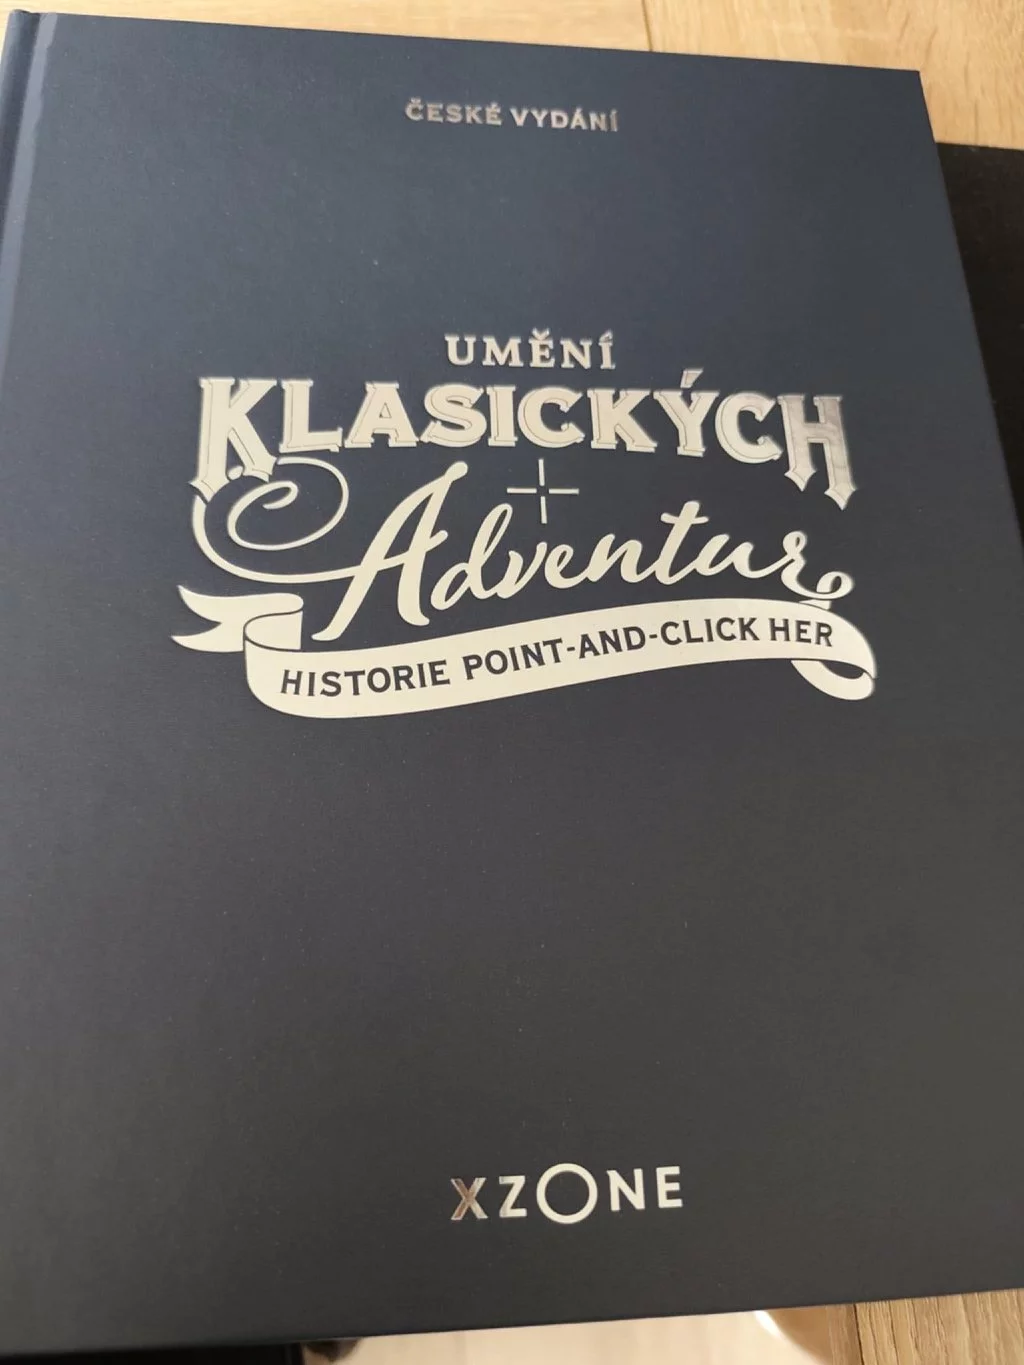 ČESKÉ VYDÁNÍ
UMĚNÍ
KLASICKÝCH
Adventur
HISTORIE POINT-AND-CLICK HER
XZONE